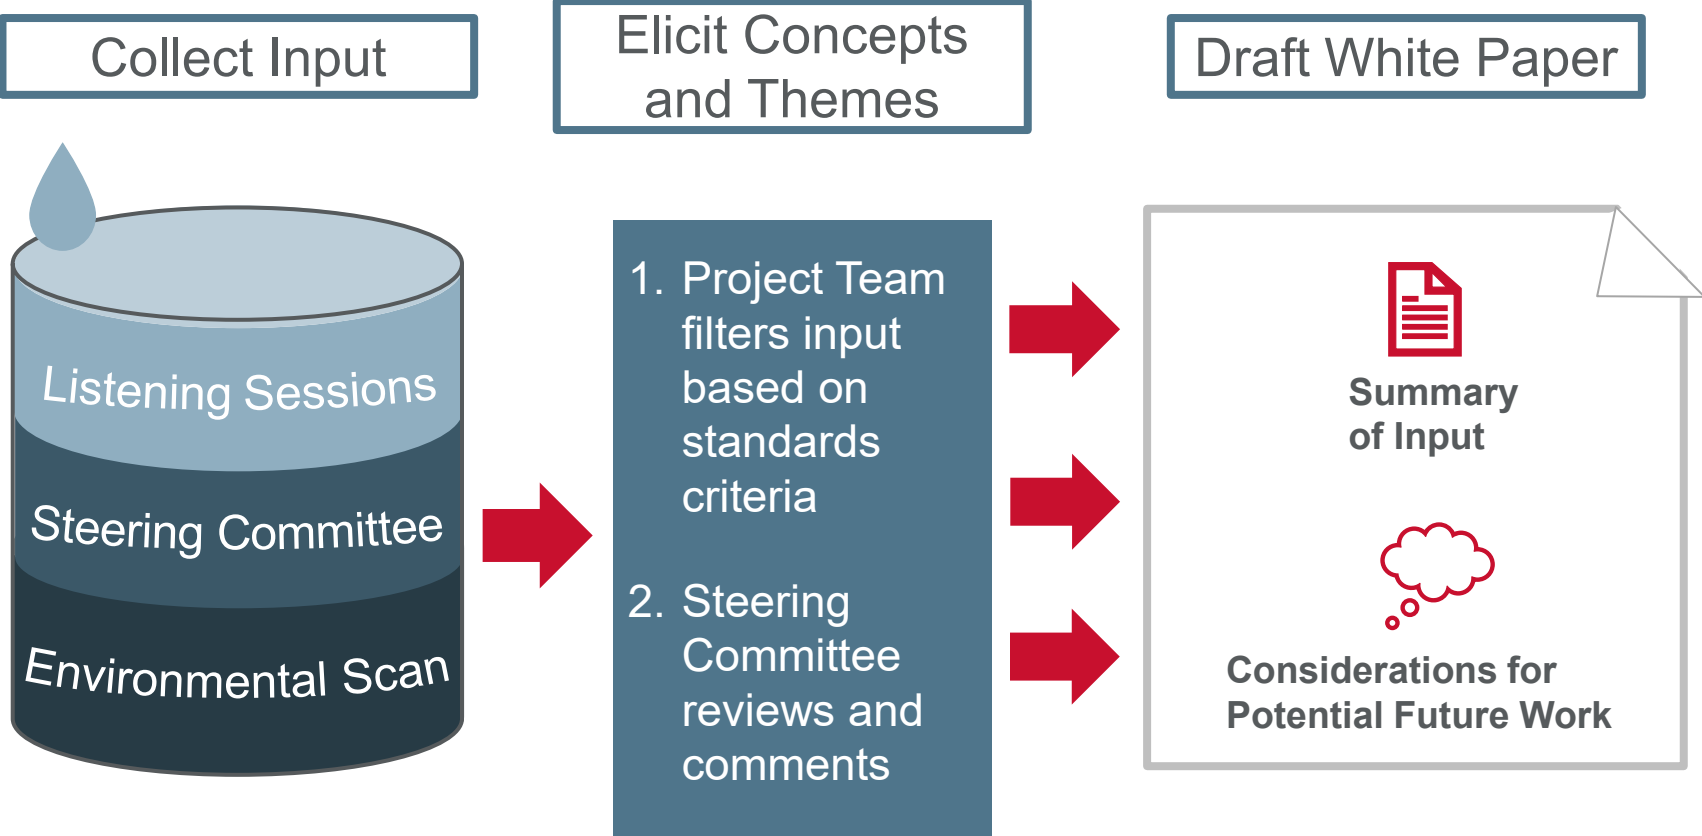 Collect Input
Elicit Concepts
and Themes
Draft White Paper
Listening Sessions
Steering Committee
Environmental Scan
1. Project Team
filters input
based on
standards
criteria
2. Steering
Committee
reviews and
comments
Summary
of Input
Considerations for
Potential Future Work